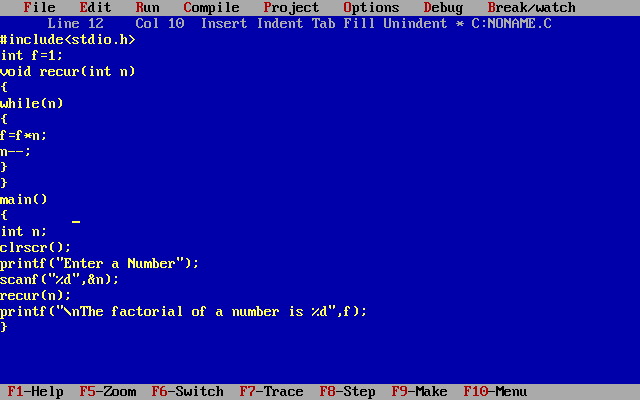 File Edit Run Compile Project Options Debug Break/watch
Line 12 Col 10 Insert Indent Tab Fill Unindent * C:NONAME.C
#include<stdio.h>
int f=1;
void recur(int n)
{
while(n)
{
f=f*n;
n--;
}
}
main()
{
int n;
clrscr();
printf("Enter a Number");
scanf("%d",&n);
recur(n);
printf("\nThe factorial of a number is %d",f);
}
F1-Help F5-Zoom F6-Switch F7-Trace F8-Step F9-Make F10-Menu